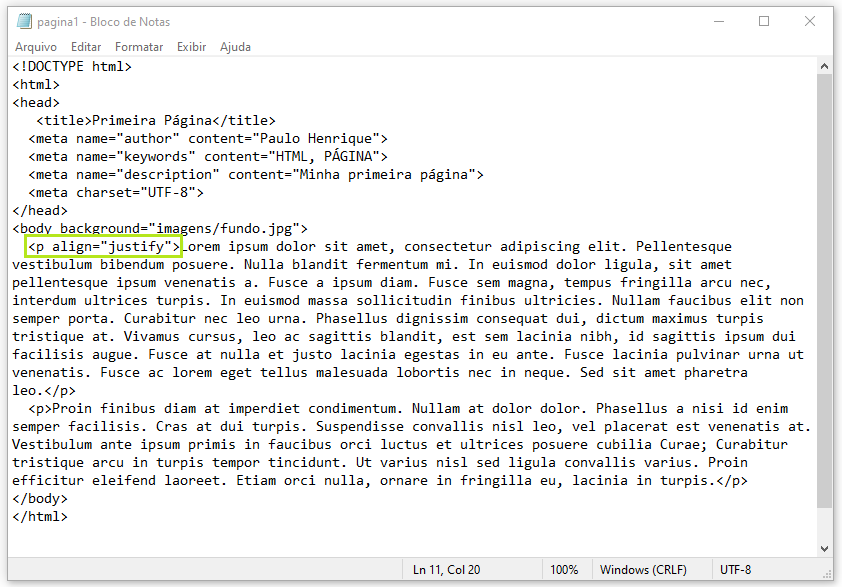 pagina1 - Bloco de Notas
Arquivo Editar Formatar Exibir Ajuda
<!DOCTYPE html>
<html>
<head>
<title>Primeira Página</title>
<meta name="author" content="Paulo Henrique">
<meta name="keywords" content="HTML, PÁGINA">
<meta name="description" content="Minha primeira página">
<meta charset="UTF-8">
</head>
<body background="imagens/fundo.jpg">
<p align="justify">Lorem ipsum dolor sit amet, consectetur adipiscing elit. Pellentesque
vestibulum bibendum posuere. Nulla blandit fermentum mi. In euismod dolor ligula, sit amet
pellentesque ipsum venenatis a. Fusce a ipsum diam. Fusce sem magna, tempus fringilla arcu nec,
interdum ultrices turpis. In euismod massa sollicitudin finibus ultricies. Nullam faucibus elit non
semper porta. Curabitur nec leo urna. Phasellus dignissim consequat dui, dictum maximus turpis
tristique at. Vivamus cursus, leo ac sagittis blandit, est sem lacinia nibh, id sagittis ipsum dui
facilisis augue. Fusce at nulla et justo lacinia egestas in eu ante. Fusce lacinia pulvinar urna ut
venenatis. Fusce ac lorem eget tellus malesuada lobortis nec in neque. Sed sit amet pharetra
leo.</p>
<p>Proin finibus diam at imperdiet condimentum. Nullam at dolor dolor. Phasellus a nisi id enim
semper facilisis. Cras at dui turpis. Suspendisse convallis nisl leo, vel placerat est venenatis at.
Vestibulum ante ipsum primis in faucibus orci luctus et ultrices posuere cubilia Curae; Curabitur
tristique arcu in turpis tempor tincidunt. Ut varius nisl sed ligula convallis varius. Proin
efficitur eleifend laoreet. Etiam orci nulla, ornare in fringilla eu, lacinia in turpis.</p>
</body>
</html>
Ln 11, Col 20 100% Windows (CRLF) UTF-8